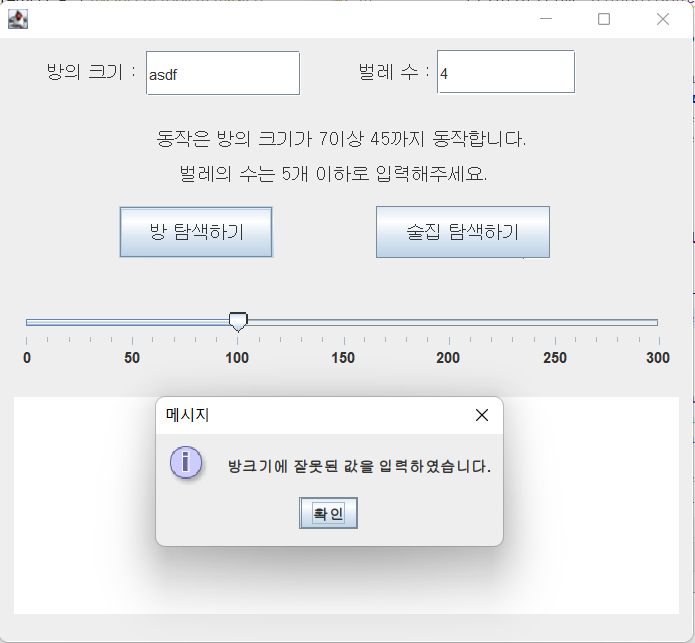 방의 크기 : asdf 벌레 수 : 4
동작은 방의 크기가 7이상 45까지 동작합니다.
벌레의 수는 5개 이하로 입력해주세요.
방 탐색하기 술집 탐색하기
0 50 100 150 200 250 300
메시지
방크기에 잘못된 값을 입력하였습니다.
확인